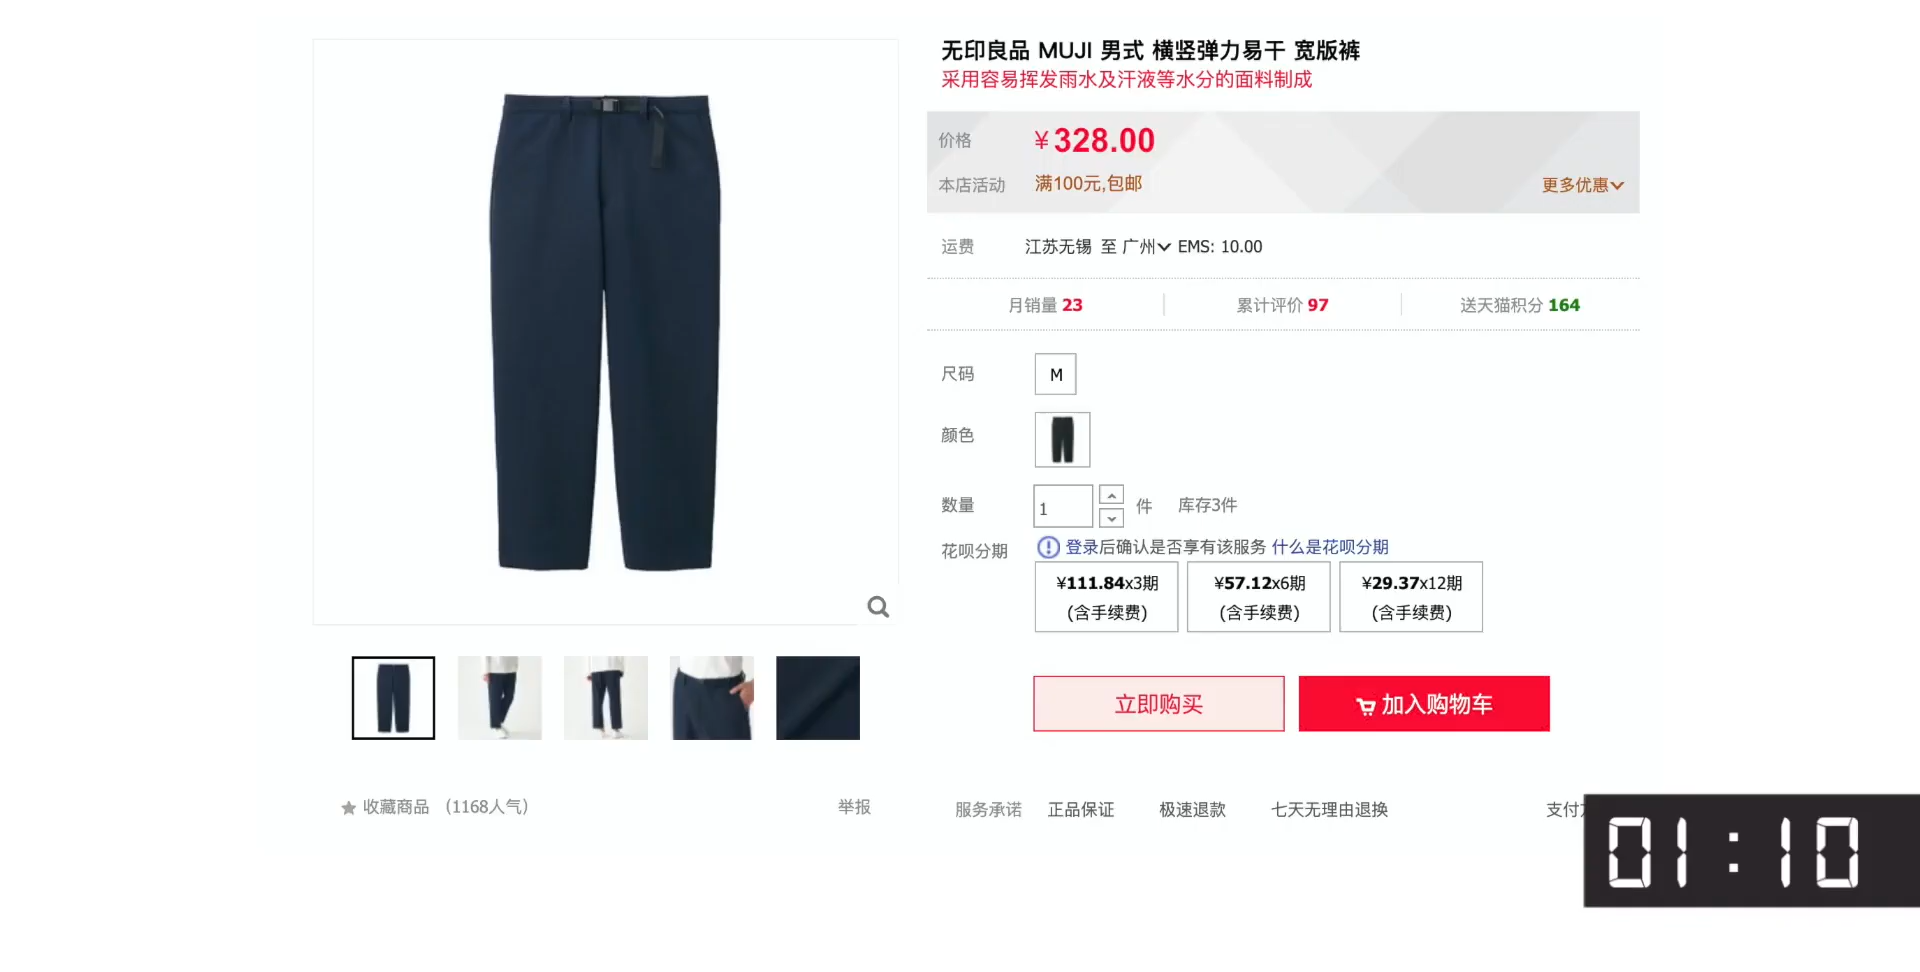 无印良品 MUJI 男式 横竖弹力易干 宽版裤
采用容易挥发雨水及汗液等水分的面料制成
价格 ¥328.00
本店活动 满100元,包邮 更多优惠
运费 江苏无锡 至 广州 EMS: 10.00
月销量 23 累计评价 97 送天猫积分 164
尺码 M
颜色
数量 1 件 库存3件
花呗分期 登录后确认是否享有该服务 什么是花呗分期
¥111.84x3期 ¥57.12x6期 ¥29.37x12期
(含手续费) (含手续费) (含手续费)
立即购买 加入购物车
收藏商品 (1168人气) 举报
服务承诺 正品保证 极速退款 七天无理由退换 支付
01:10